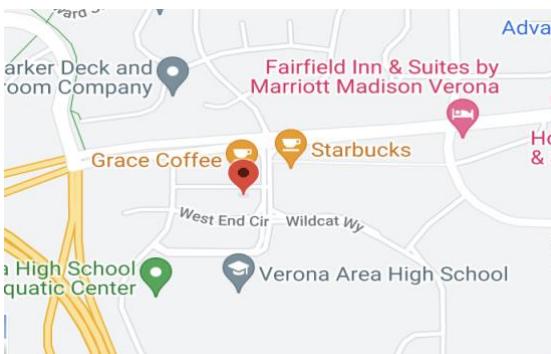 Adva
arker Deck and
room Company
Fairfield Inn & Suites by
Marriott Madison Verona
Ho
&
Grace Coffee
Starbucks
West End Cir
Wildcat Wy
High School
quatic Center
Verona Area High School